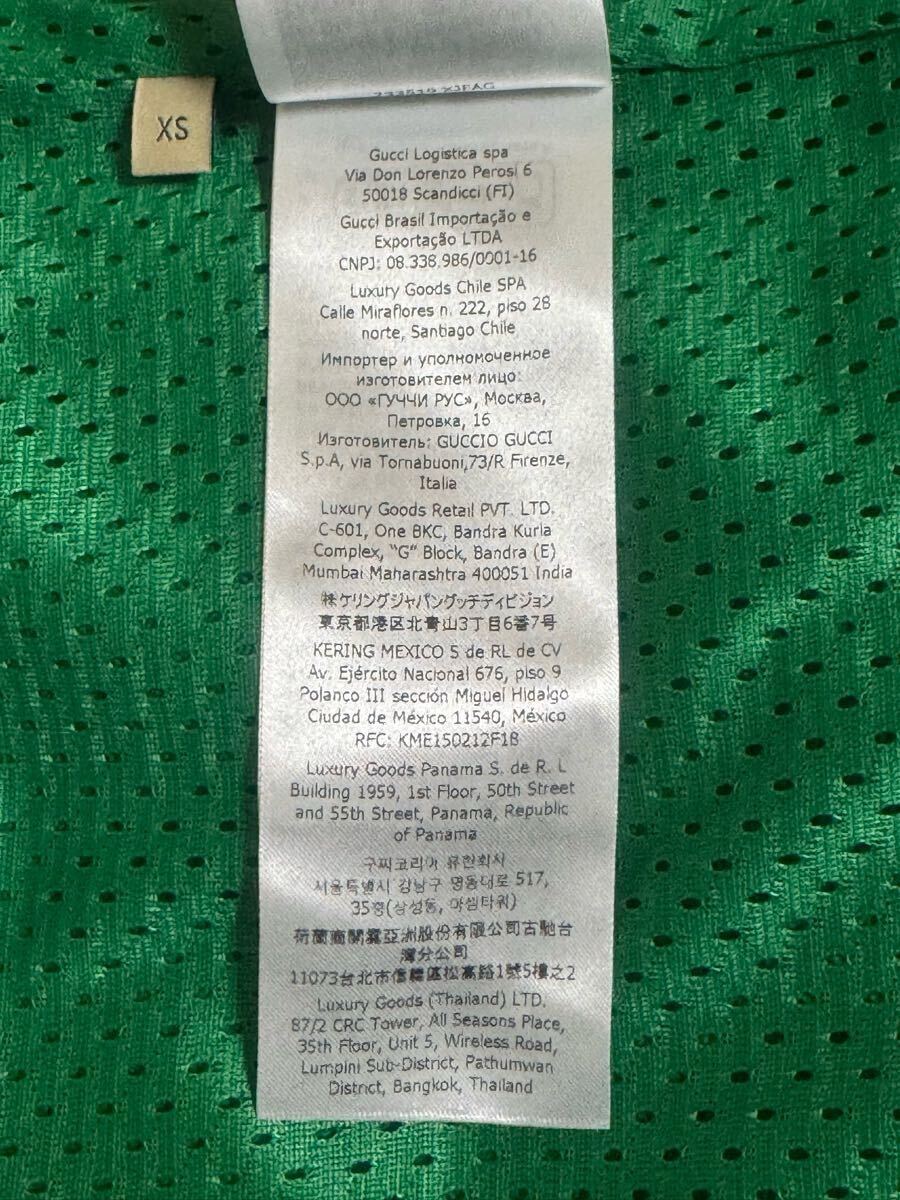 XS
Gucci Logistica spa
Via Don Lorenzo Perosi 6
50018 Scandicci (FI)
Gucci Brasil Importação e
Exportação LTDA
CNPJ: 08.338.986/0001-16
Luxury Goods Chile SPA
Calle Miraflores n. 222, piso 28
norte, Santiago Chile
Импортер и уполномоченное
изготовителем лицо:
ООО «ГУЧЧИ РУС», Москва,
Петровка, 16
Изготовитель: GUCCIO GUCCI
S.p.A, via Tornabuoni,73/R Firenze,
Italia
Luxury Goods Retail PVT. LTD.
C-601, One BKC, Bandra Kurla
Complex, "G" Block, Bandra (E)
Mumbai Maharashtra 400051 India
㈱ケリングジャパングッチディビジョン
東京都港区北青山3丁目6番7号
KERING MEXICO S de RL de CV
Av. Ejército Nacional 676, piso 9
Polanco III sección Miguel Hidalgo
Ciudad de México 11540, México
RFC: KME150212F18
Luxury Goods Panama S. de R. L
Building 1959, 1st Floor, 50th Street
and 55th Street, Panama, Republic
of Panama
구찌코리아 유한회사
서울특별시 강남구 영동대로 517,
35층(삼성동, 아셈타워)
荷蘭商開雲亞洲股份有限公司古馳台
灣分公司
11073台北市信義區松高路1號5樓之2
Luxury Goods (Thailand) LTD.
87/2 CRC Tower, All Seasons Place,
35th Floor, Unit 5, Wireless Road,
Lumpini Sub-District, Pathumwan
District, Bangkok, Thailand